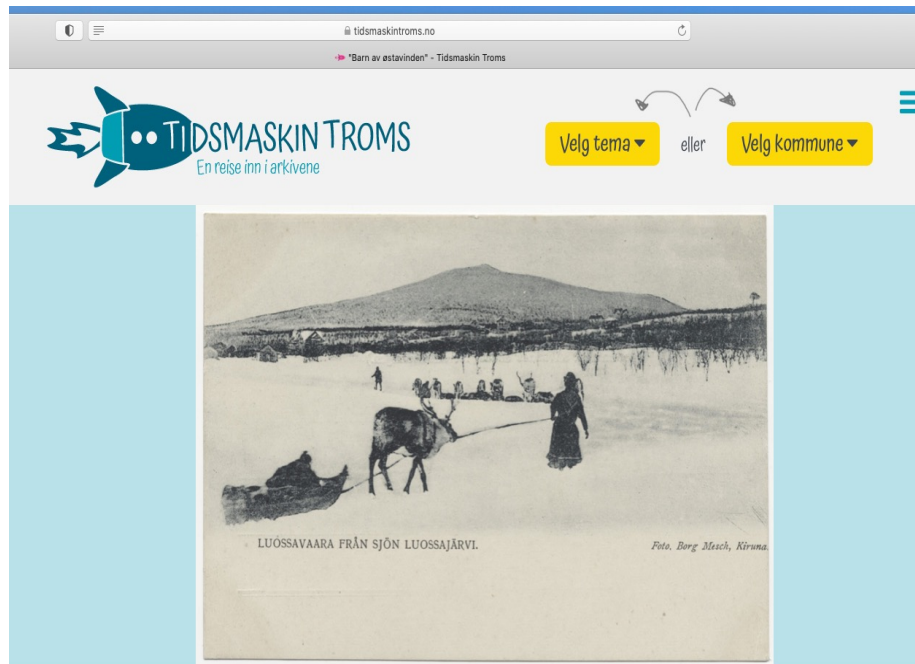 tidsmaskintroms.no
"Barn av østavinden" - Tidsmaskin Troms
TIDSMASKIN TROMS
En reise inn i arkivene
Velg tema
eller
Velg kommune
LUOSSAVAARA FRÅN SJÖN LUOSSAJÄRVI.
Foto. Borg Mesch, Kiruna.